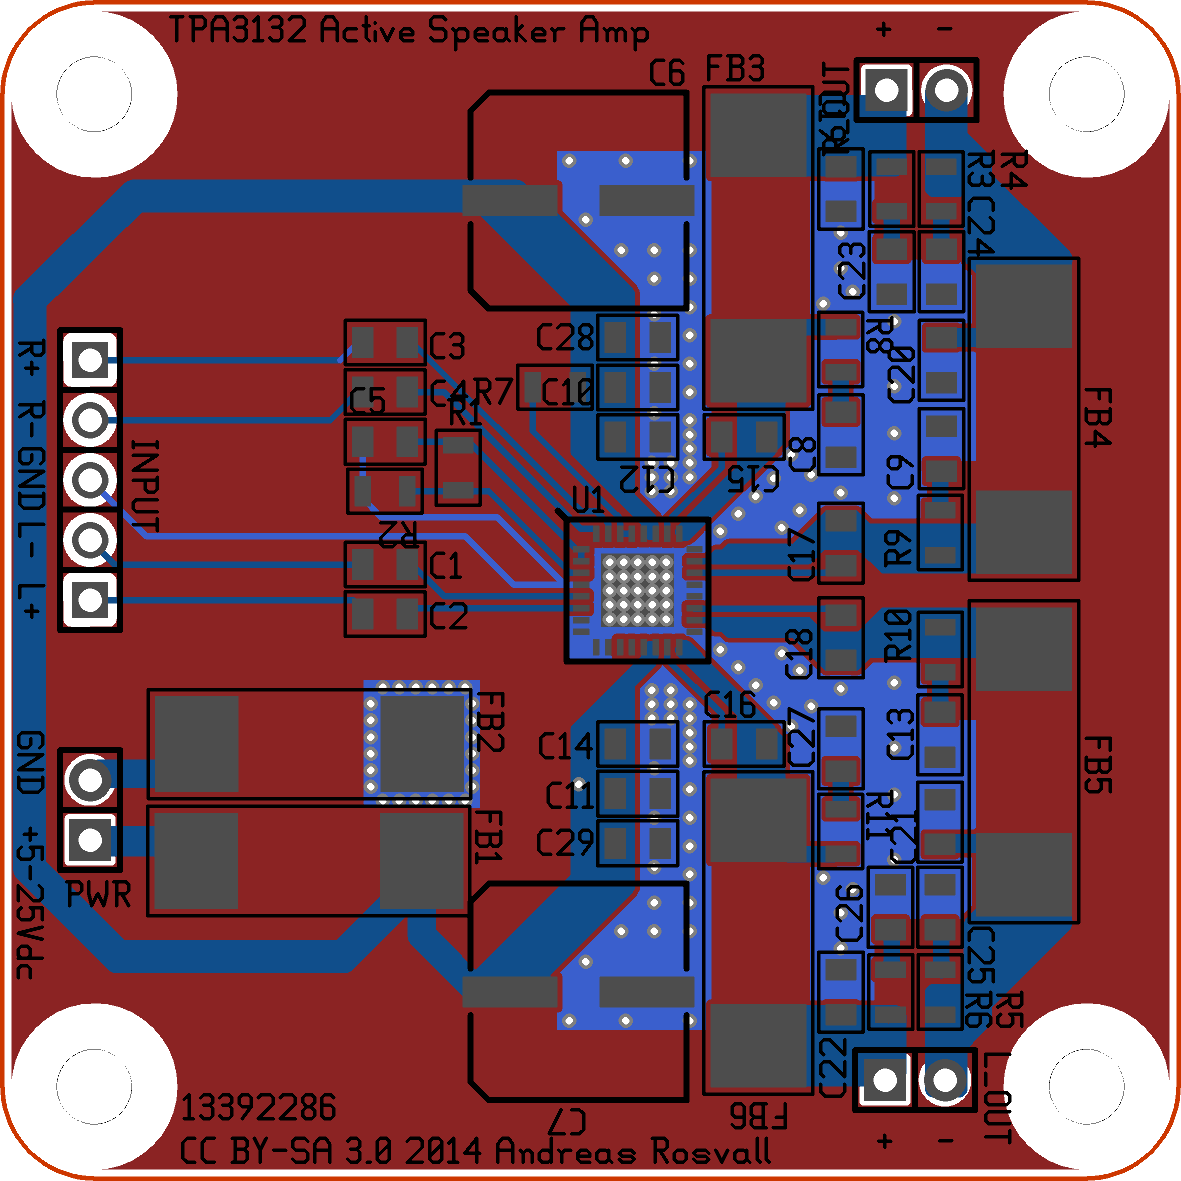 TPA3132 Active Speaker Amp
+ -
C6
FB3
R3
R4
C24
C23
R+
C3
C28
R8
C20
R-
C5
C4
R7
C10
R1
FB4
GND
INPUT
C12
C15
C8
C9
U1
L-
R2
C17
R9
L+
C1
C2
C18
R10
FB2
C16
GND
C14
C27
C13
FB5
C11
+5-25Vdc
FB1
C29
R11
C21
PWR
C26
C25
R6
R5
C22
L_OUT
13392286
C7
FB6
+ -
CC BY-SA 3.0 2014 Andreas Rosvall